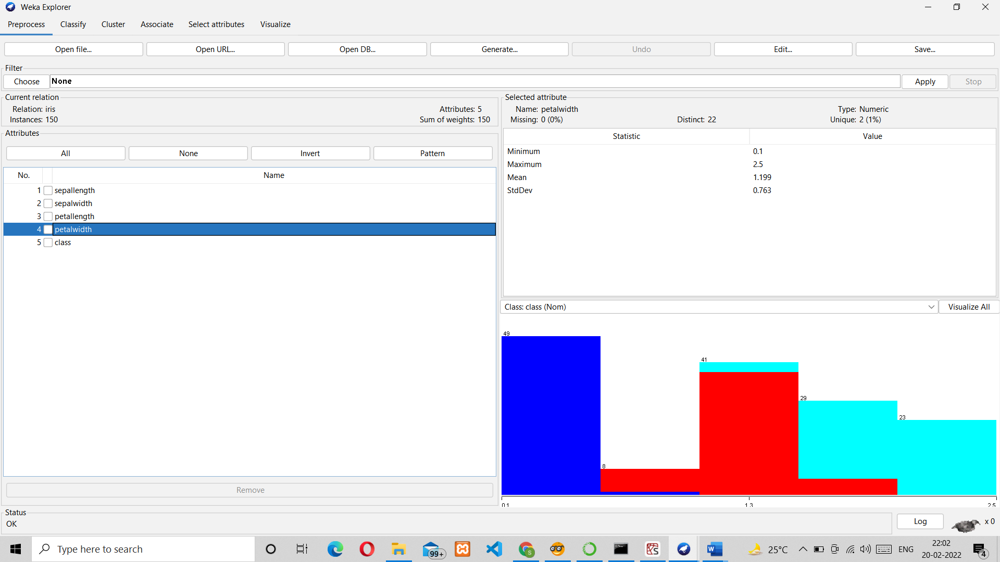 Weka Explorer
Preprocess Classify Cluster Associate Select attributes Visualize
Open file... Open URL... Open DB... Generate... Undo Edit... Save...
Filter
Choose None Apply Stop
Current relation
Relation: iris Attributes: 5
Instances: 150 Sum of weights: 150
Attributes
All None Invert Pattern
No. Name
1 sepallength
2 sepalwidth
3 petallength
4 petalwidth
5 class
Remove
Selected attribute
Name: petalwidth Type: Numeric
Missing: 0 (0%) Distinct: 22 Unique: 2 (1%)
Statistic Value
Minimum 0.1
Maximum 2.5
Mean 1.199
StdDev 0.763
Class: class (Nom) Visualize All
49
41
29
23
8
0.1 1.3 2.5
Status
OK
Log x 0
Type here to search
99+
S
25°C
ENG
22:02
20-02-2022
4